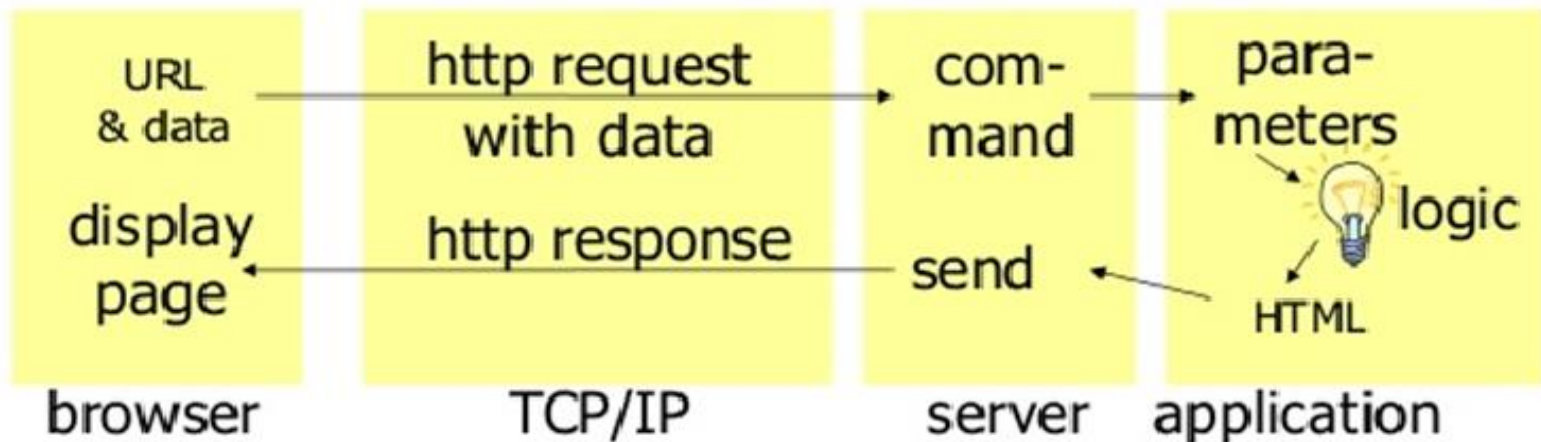 URL
& data
http request
with data
com-
mand
para-
meters
logic
display
page
http response
send
HTML
browser
TCP/IP
server
application